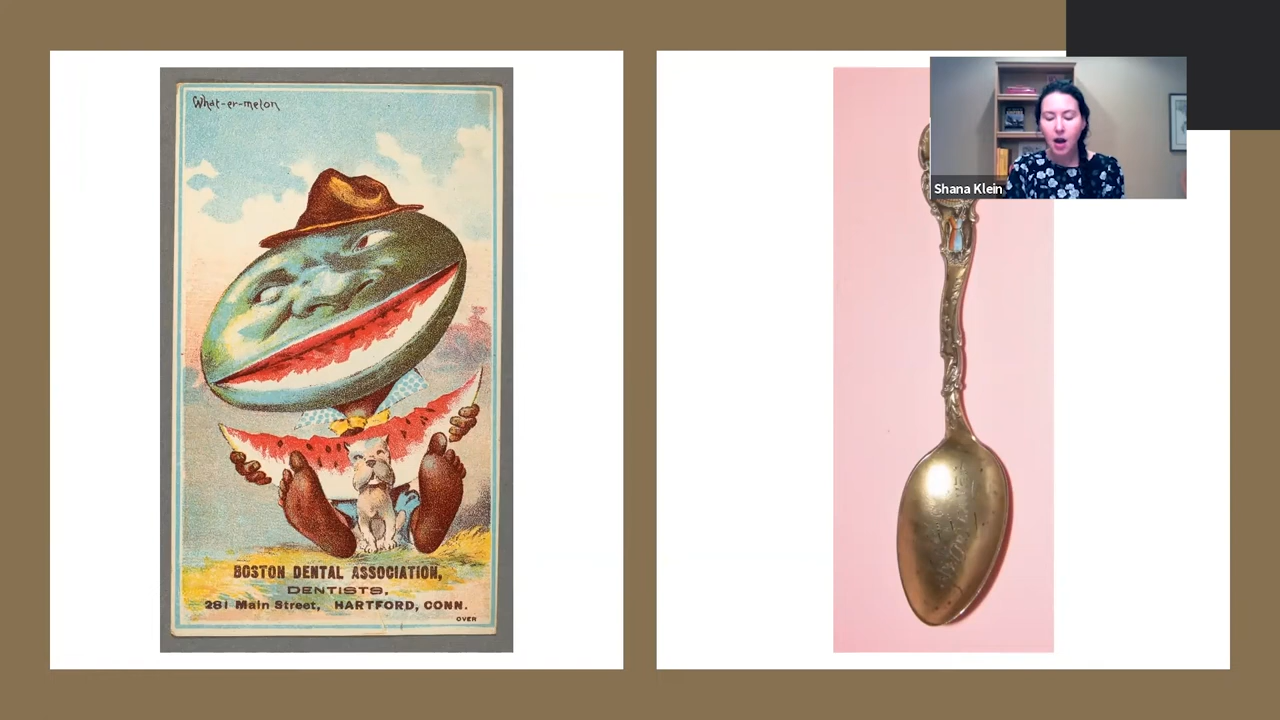 What-er-melon
BOSTON DENTAL ASSOCIATION,
DENTISTS,
281 Main Street, HARTFORD, CONN.
OVER
Shana Klein